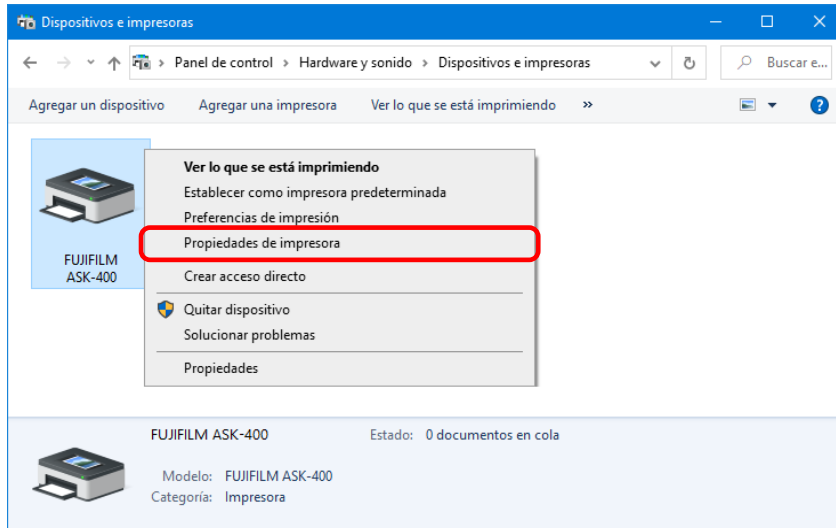 Dispositivos e impresoras
Panel de control > Hardware y sonido > Dispositivos e impresoras
Buscar e...
Agregar un dispositivo Agregar una impresora Ver lo que se está imprimiendo »
Ver lo que se está imprimiendo
Establecer como impresora predeterminada
Preferencias de impresión
Propiedades de impresora
Crear acceso directo
Quitar dispositivo
Solucionar problemas
Propiedades
FUJIFILM
ASK-400
FUJIFILM ASK-400 Estado: 0 documentos en cola
Modelo: FUJIFILM ASK-400
Categoría: Impresora